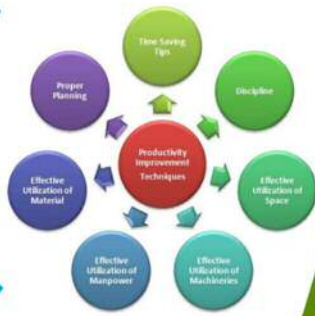 Time Saving
Tips
Discipline
Effective
Utilization of
Space
Effective
Utilization of
Machineries
Effective
Utilization of
Manpower
Effective
Utilization of
Material
Proper
Planning
Productivity
Improvement
Techniques